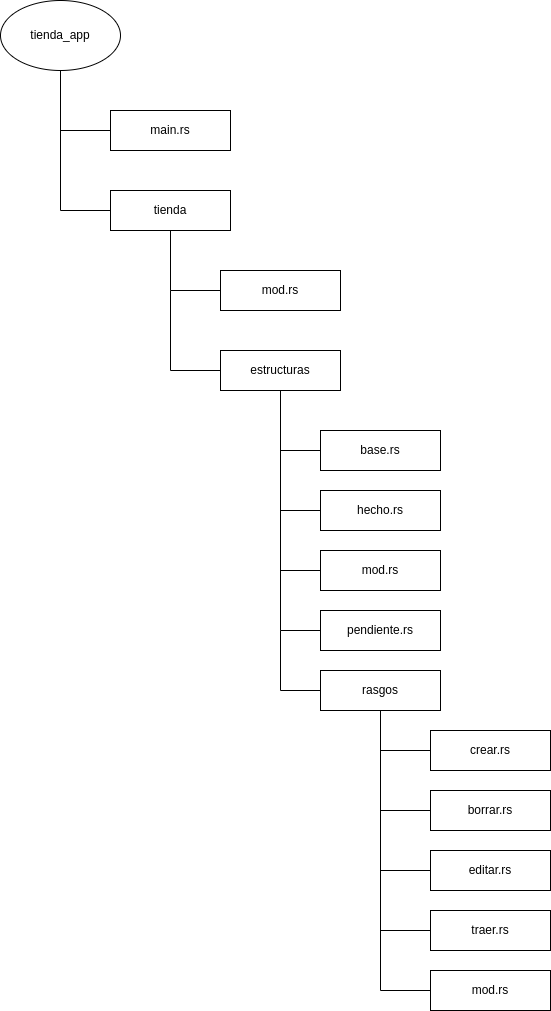 tienda_app
main.rs
tienda
mod.rs
estructuras
base.rs
hecho.rs
mod.rs
pendiente.rs
rasgos
crear.rs
borrar.rs
editar.rs
traer.rs
mod.rs